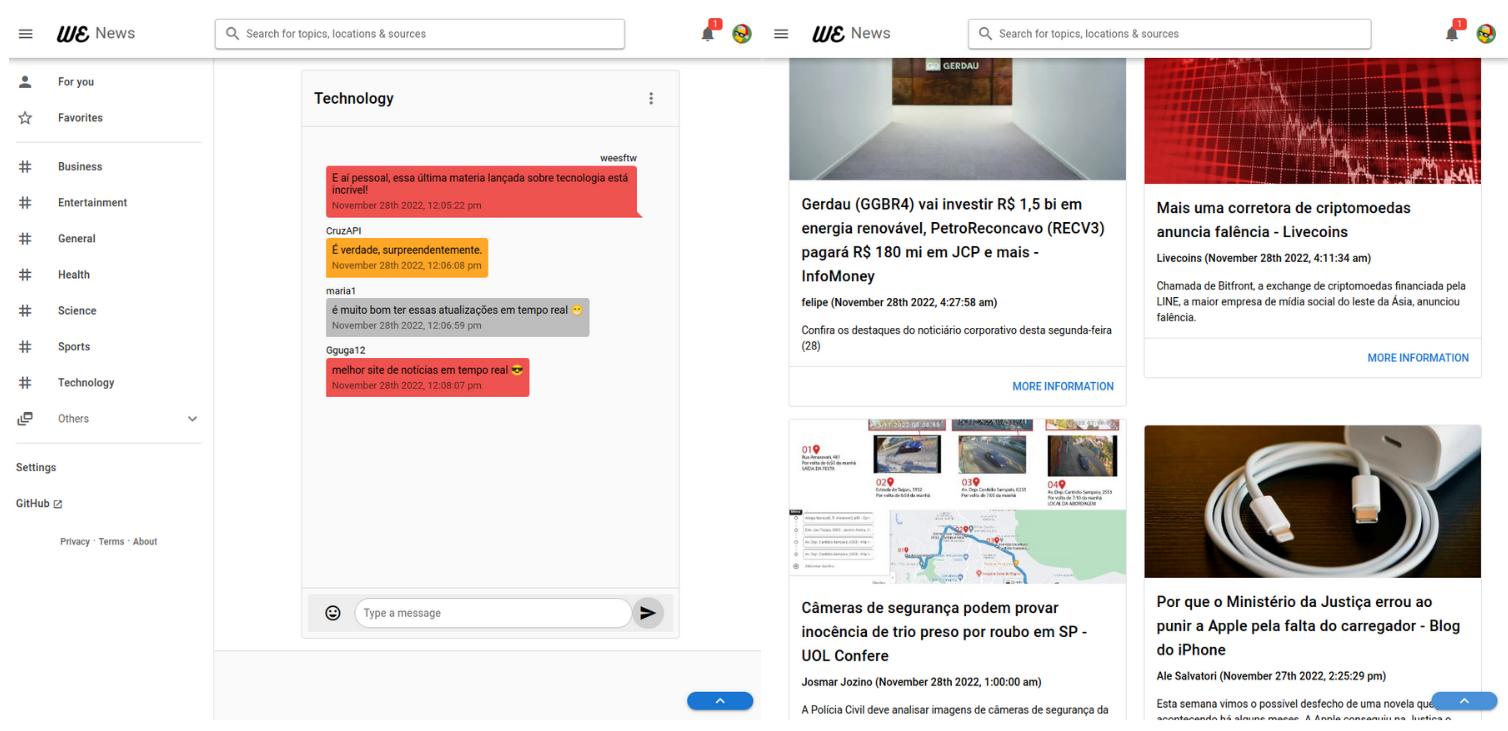 WE News
Search for topics, locations & sources
1
For you
Favorites
Business
Entertainment
General
Health
Science
Sports
Technology
Others
Settings
GitHub
Privacy · Terms · About
Technology
weesftw
E aí pessoal, essa última materia lançada sobre tecnologia está
incrivel!
November 28th 2022, 12:05:22 pm
CruzAPI
É verdade, surpreendentemente.
November 28th 2022, 12:06:08 pm
maria1
é muito bom ter essas atualizações em tempo real 😁
November 28th 2022, 12:06:59 pm
Gguga12
melhor site de notícias em tempo real 😎
November 28th 2022, 12:08:07 pm
Type a message
WE News
Search for topics, locations & sources
1
GERDAU
Gerdau (GGBR4) vai investir R$ 1,5 bi em
energia renovável, PetroReconcavo (RECV3)
pagará R$ 180 mi em JCP e mais -
InfoMoney
felipe (November 28th 2022, 4:27:58 am)
Confira os destaques do noticiário corporativo desta segunda-feira
(28)
MORE INFORMATION
Mais uma corretora de criptomoedas
anuncia falência - Livecoins
Livecoins (November 28th 2022, 4:11:34 am)
Chamada de Bitfront, a exchange de criptomoedas financiada pela
LINE, a maior empresa de mídia social do leste da Ásia, anunciou
falência.
MORE INFORMATION
01
02
03
04
LOCAL DA ABORDAGEM
Câmeras de segurança podem provar
inocência de trio preso por roubo em SP -
UOL Confere
Josmar Jozino (November 28th 2022, 1:00:00 am)
A Polícia Civil deve analisar imagens de câmeras de segurança da
Por que o Ministério da Justiça errou ao
punir a Apple pela falta do carregador - Blog
do iPhone
Ale Salvatori (November 27th 2022, 2:25:29 pm)
Esta semana vimos o possível desfecho de uma novela que
acontecendo há alguns meses. A Apple conseguiu na Justiça o